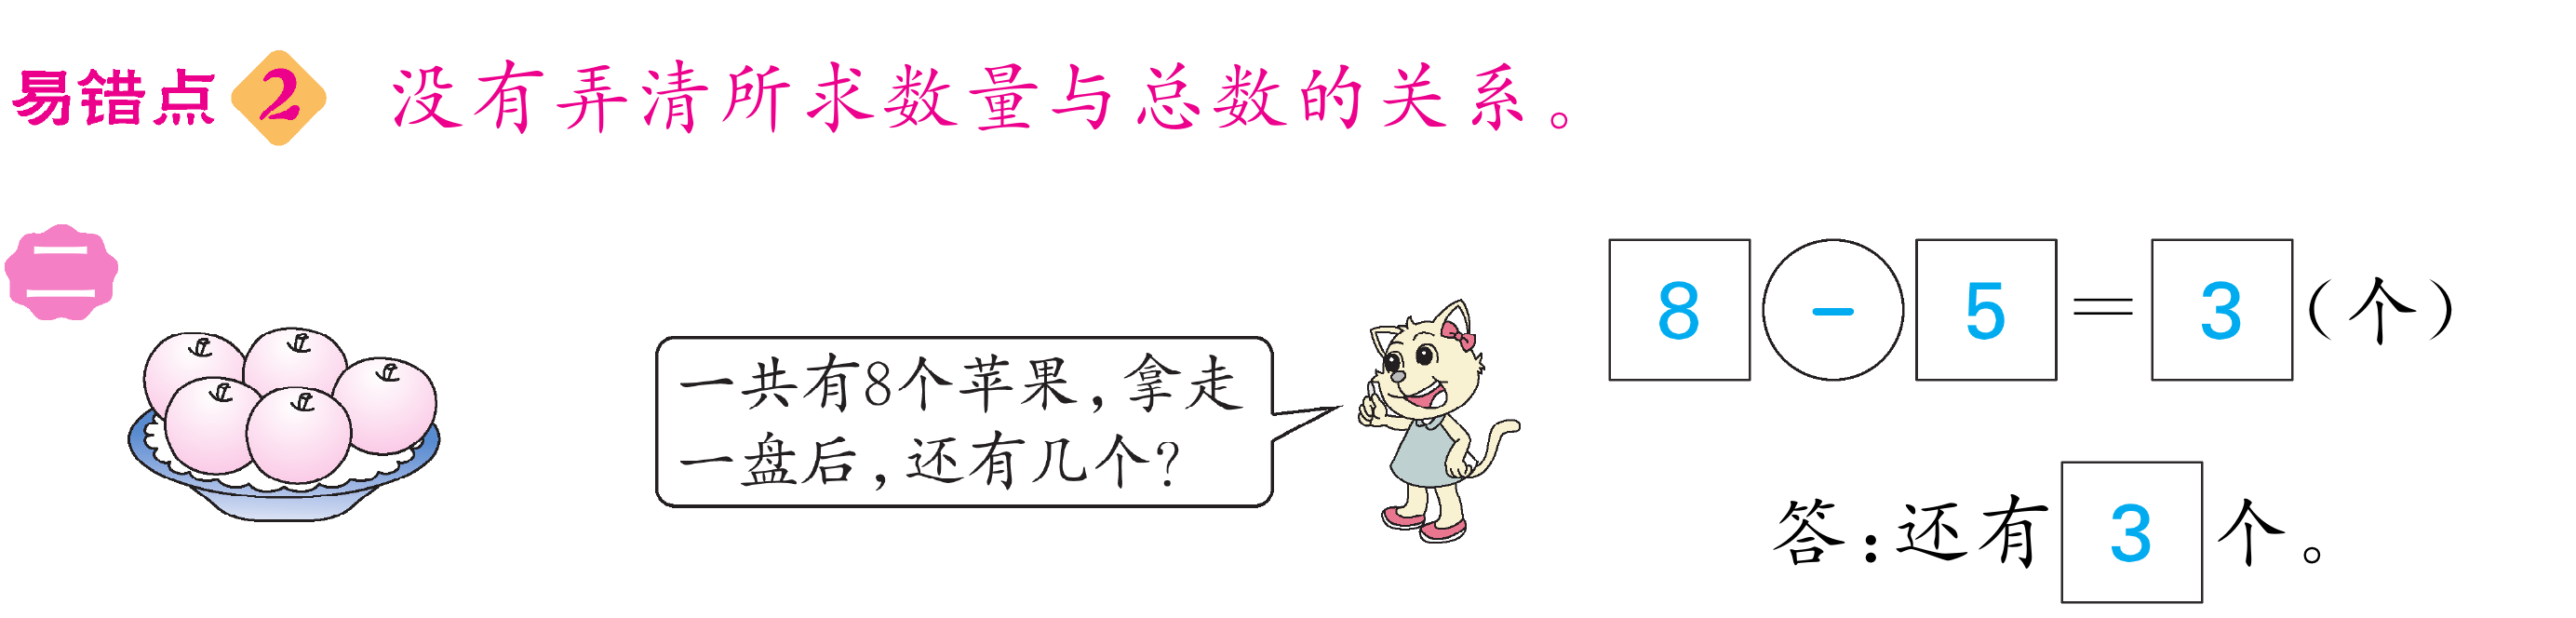 易错点 2 没有弄清所求数量与总数的关系。
二
一共有8个苹果，拿走
一盘后，还有几个？
8 - 5 = 3 （个）
答：还有 3 个。